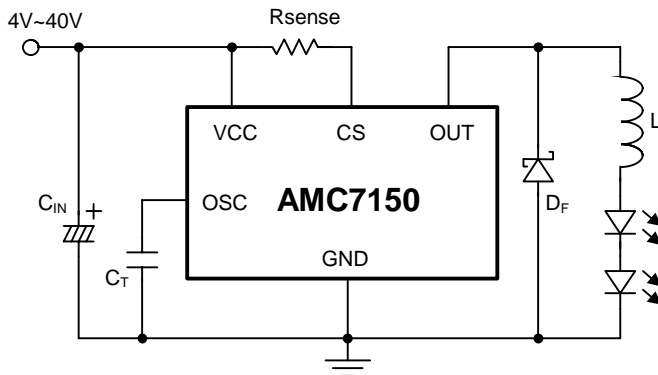 4V~40V
Rsense
VCC
CS
OUT
L
CIN
+
OSC
AMC7150
DF
CT
GND